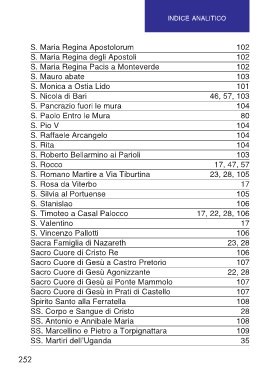 INDICE ANALITICO
S. Maria Regina Apostolorum 102
S. Maria Regina degli Apostoli 102
S. Maria Regina Pacis a Monteverde 102
S. Mauro abate 103
S. Monica a Ostia Lido 101
S. Nicola di Bari 46, 57, 103
S. Pancrazio fuori le mura 104
S. Paolo Entro le Mura 80
S. Pio V 104
S. Raffaele Arcangelo 104
S. Rita 104
S. Roberto Bellarmino ai Parioli 103
S. Rocco 17, 47, 57
S. Romano Martire a Via Tiburtina 23, 28, 105
S. Rosa da Viterbo 17
S. Silvia al Portuense 105
S. Stanislao 106
S. Timoteo a Casal Palocco 17, 22, 28, 106
S. Valentino 17
S. Vincenzo Pallotti 106
Sacra Famiglia di Nazareth 23, 28
Sacro Cuore di Cristo Re 106
Sacro Cuore di Gesù a Castro Pretorio 107
Sacro Cuore di Gesù Agonizzante 22, 28
Sacro Cuore di Gesù al Ponte Mammolo 107
Sacro Cuore di Gesù in Prati di Castello 107
Spirito Santo alla Ferratella 108
SS. Corpo e Sangue di Cristo 28
SS. Antonio e Annibale Maria 108
SS. Marcellino e Pietro a Torpignattara 109
SS. Martiri dell'Uganda 35
252